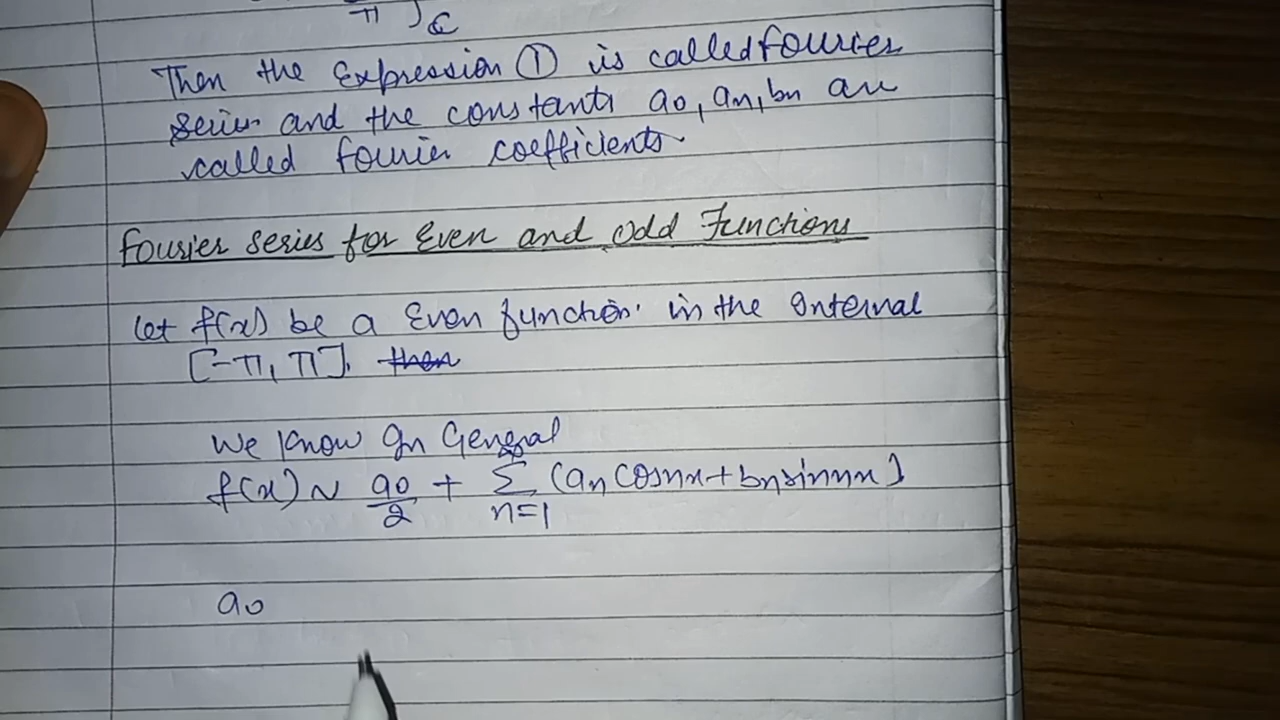 π ∫c
Then the Expression ① is called fourier
series and the constants a0, an, bn are
called fourier coefficients.
Fourier series for Even and odd Functions
let f(x) be a Even function. in the Interval
[-π, π]. then
We know In General
f(x) ~ a0/2 + ∞Σn=1 (an cosnx + bn sinnx)
a0